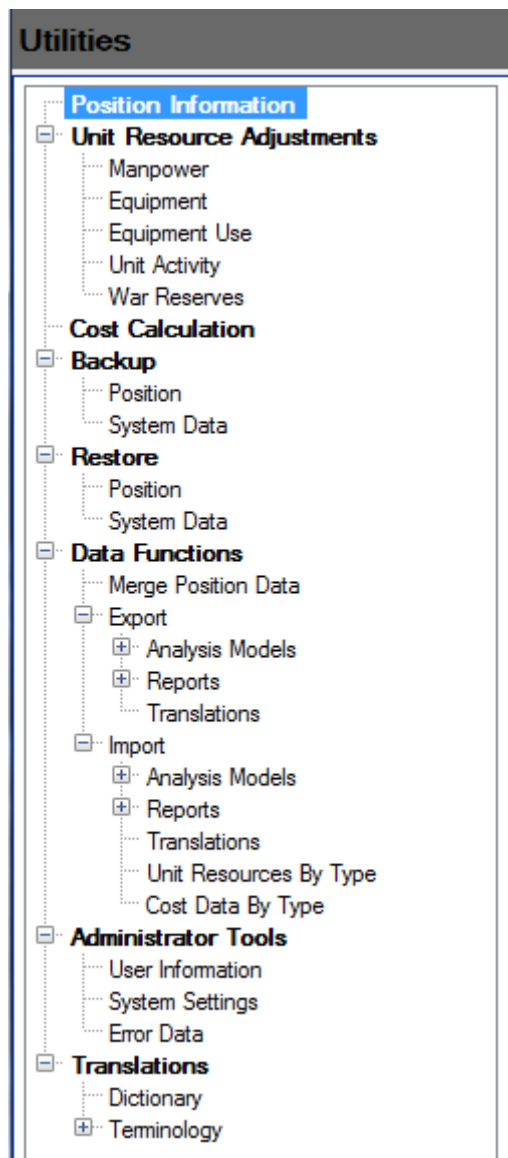 Utilities
Position Information
Unit Resource Adjustments
Manpower
Equipment
Equipment Use
Unit Activity
War Reserves
Cost Calculation
Backup
Position
System Data
Restore
Position
System Data
Data Functions
Merge Position Data
Export
Analysis Models
Reports
Translations
Import
Analysis Models
Reports
Translations
Unit Resources By Type
Cost Data By Type
Administrator Tools
User Information
System Settings
Error Data
Translations
Dictionary
Terminology